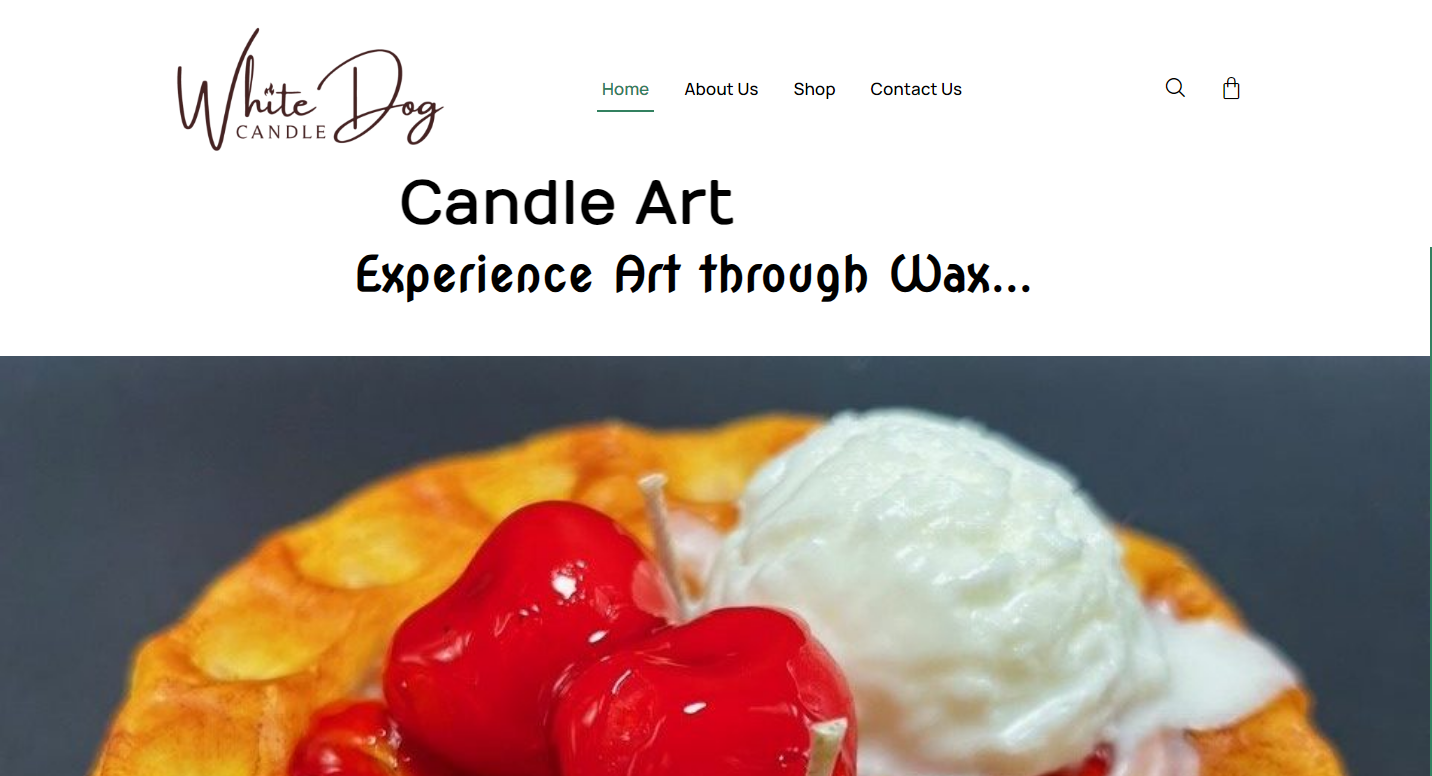 White Dog
CANDLE
Home About Us Shop Contact Us
Candle Art
Experience Art through Wax...